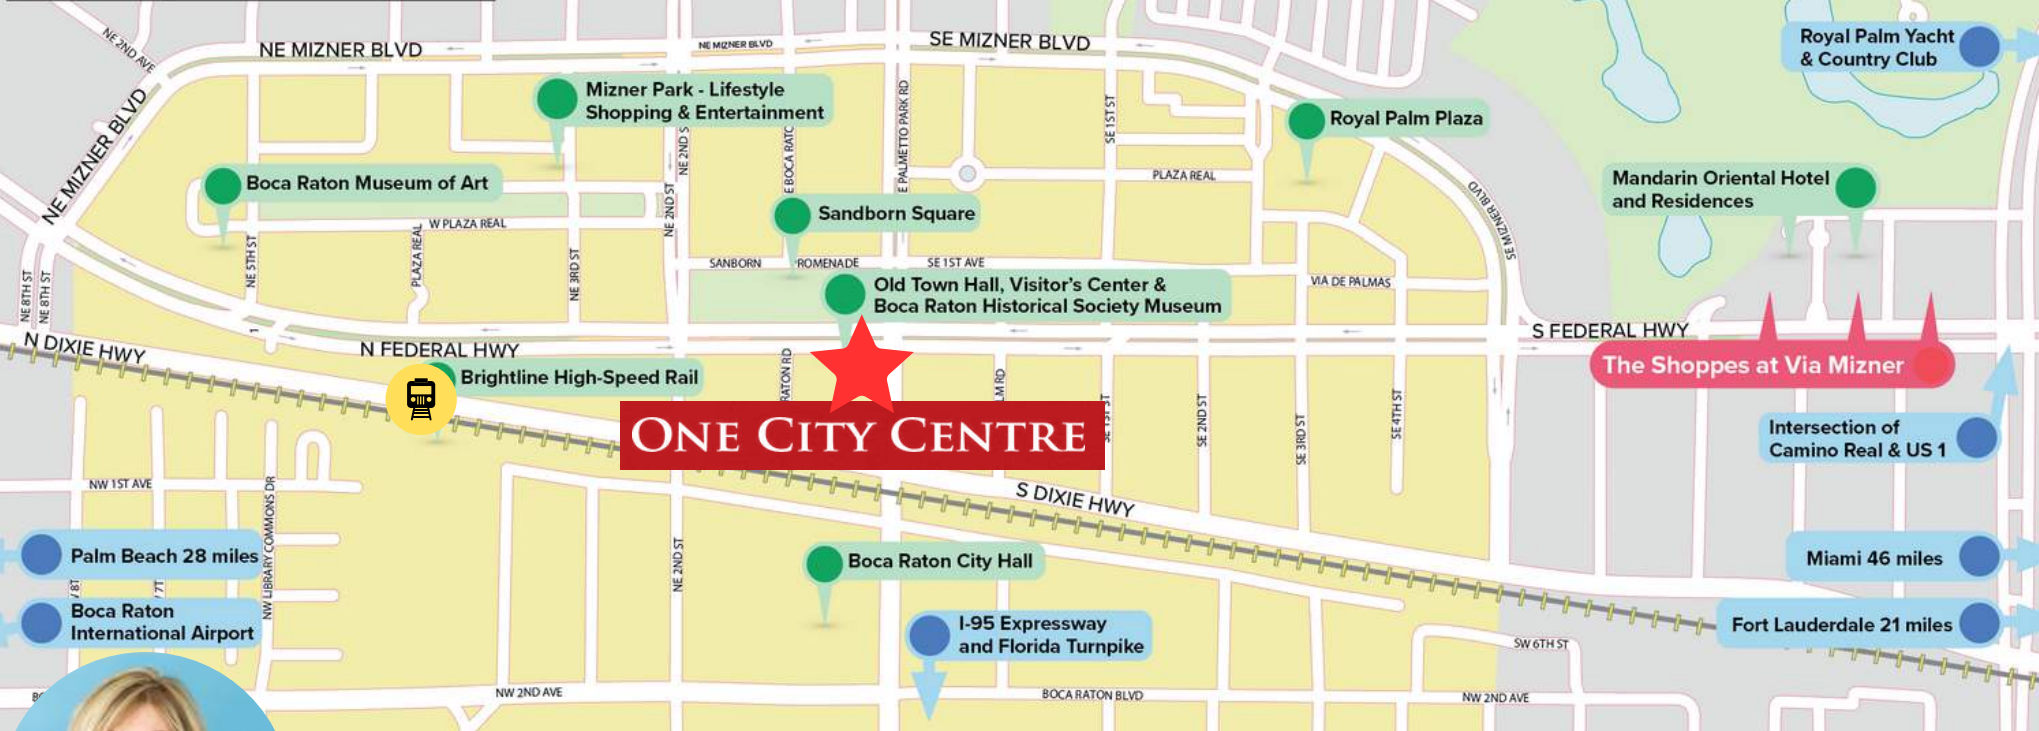 NE 2ND AVE
NE MIZNER BLVD
NE MIZNER BLVD
SE MIZNER BLVD
Royal Palm Yacht
& Country Club
NE MIZNER BLVD
Mizner Park - Lifestyle
Shopping & Entertainment
NE 2ND S
E BOCA RATO
E PALMETTO PARK RD
SE 1ST ST
Royal Palm Plaza
Boca Raton Museum of Art
PLAZA REAL
Mandarin Oriental Hotel
and Residences
NE 2ND ST
Sandborn Square
SE MIZNER BLVD
W PLAZA REAL
NE 5TH ST
PLAZA REAL
NE 3RD ST
SANBORN
ROMENADE
SE 1ST AVE
VIA DE PALMAS
NE 8TH ST
NE 8TH ST
Old Town Hall, Visitor's Center &
Boca Raton Historical Society Museum
1
N DIXIE HWY
N FEDERAL HWY
S FEDERAL HWY
The Shoppes at Via Mizner
Brightline High-Speed Rail
RATON RD
LM RD
ONE CITY CENTRE
SE 1ST ST
SE 2ND ST
SE 3RD ST
SE 4TH ST
Intersection of
Camino Real & US 1
NW 1ST AVE
S DIXIE HWY
NW LIBRARY COMMONS DR
Palm Beach 28 miles
NE 2ND ST
Boca Raton City Hall
Miami 46 miles
Boca Raton
International Airport
I-95 Expressway
and Florida Turnpike
Fort Lauderdale 21 miles
SW 6TH ST
NW 2ND AVE
BOCA RATON BLVD
NW 2ND AVE